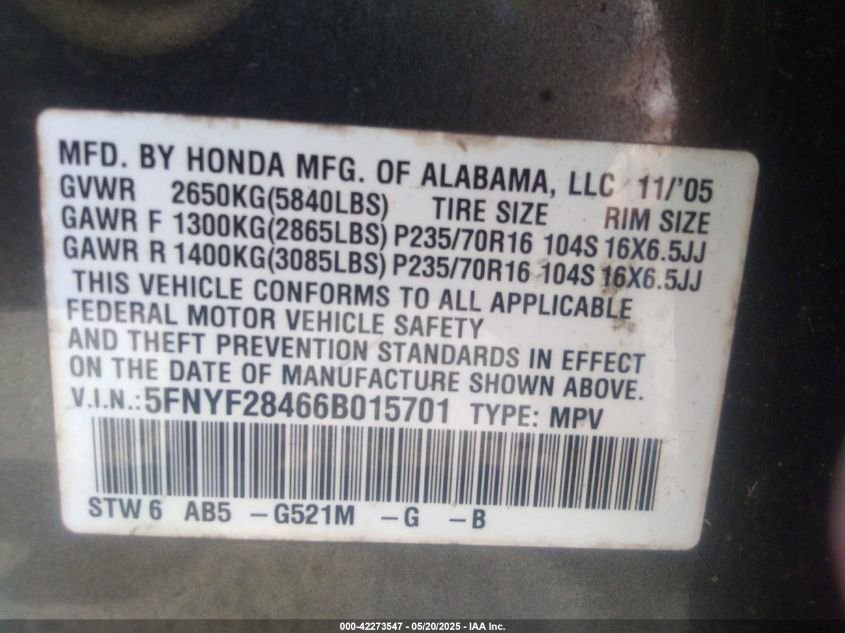 MFD. BY HONDA MFG. OF ALABAMA, LLC 11/'05
GVWR 2650KG(5840LBS) TIRE SIZE RIM SIZE
GAWR F 1300KG(2865LBS) P235/70R16 104S 16X6.5JJ
GAWR R 1400KG(3085LBS) P235/70R16 104S 16X6.5JJ
THIS VEHICLE CONFORMS TO ALL APPLICABLE
FEDERAL MOTOR VEHICLE SAFETY
AND THEFT PREVENTION STANDARDS IN EFFECT
ON THE DATE OF MANUFACTURE SHOWN ABOVE.
V.I.N.: 5FNYF28466B015701 TYPE: MPV
STW 6 AB5 -G521M -G -B
000-42273547 - 05/20/2025 - IAA Inc.